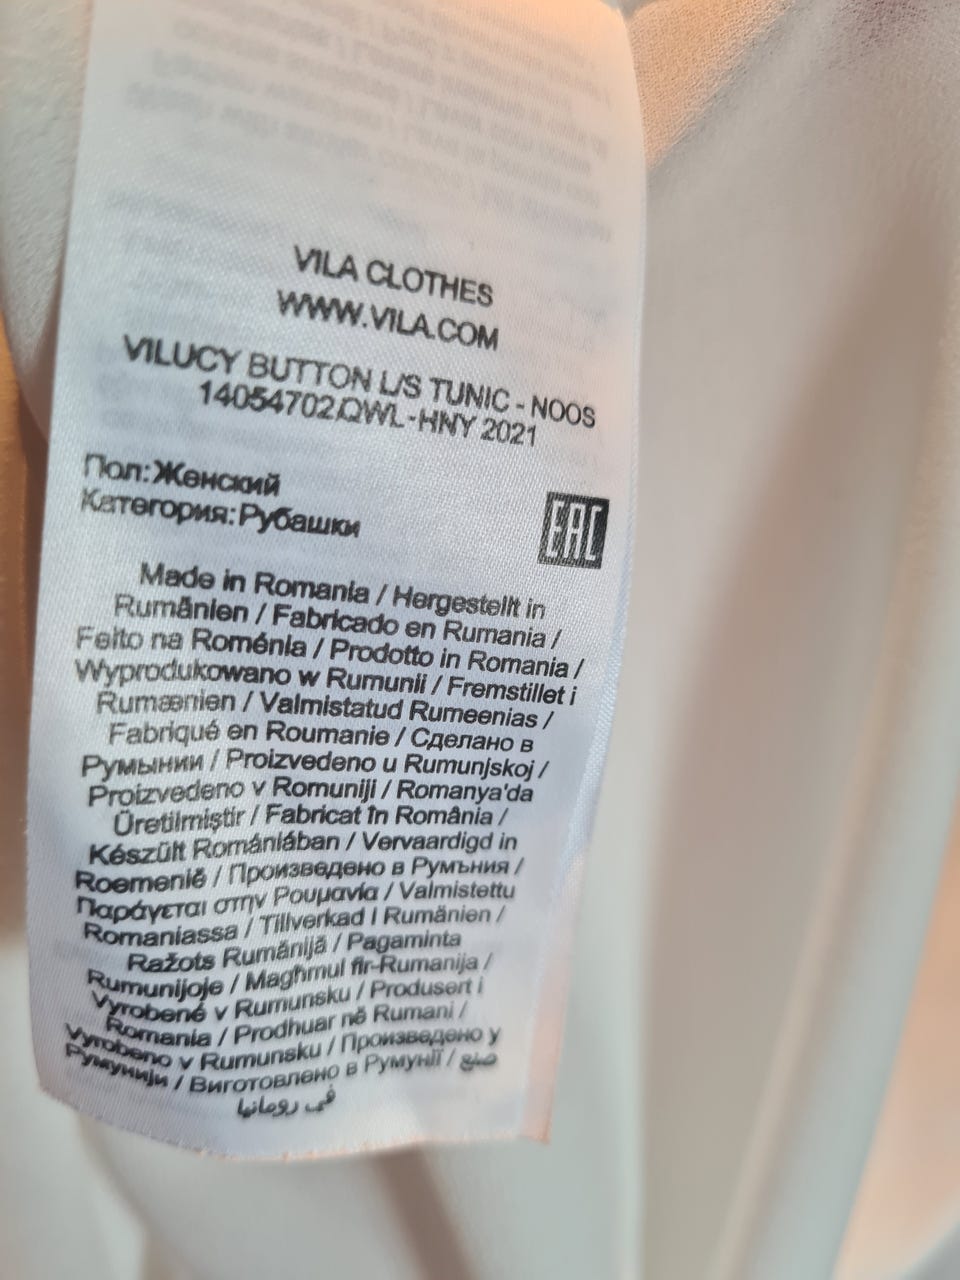 VILA CLOTHES
WWW.VILA.COM
VILUCY BUTTON L/S TUNIC - NOOS
14054702.QWL-HNY 2021
Пол:Женский
Категория:Рубашки
EAC
Made in Romania / Hergestellt in
Rumänien / Fabricado en Rumania /
Feito na Roménia / Prodotto in Romania /
Wyprodukowano w Rumunii / Fremstillet i
Rumænien / Valmistatud Rumeenias /
Fabriqué en Roumanie / Сделано в
Румынии / Proizvedeno u Rumunjskoj /
Proizvedeno v Romuniji / Romanya'da
Üretilmiştir / Fabricat în România /
Készült Romániában / Vervaardigd in
Roemenië / Произведено в Румъния /
Παράγεται στην Ρουμανία / Valmistettu
Romaniassa / Tillverkad i Rumänien /
Ražots Rumānijā / Pagaminta
Rumunijoje / Magħmul fir-Rumanija /
Vyrobené v Rumunsku / Produsert i
Romania / Prodhuar në Rumani /
Vyrobeno v Rumunsku / Произведено у
Румунији / Виготовлено в Румунії / صنع
في رومانيا